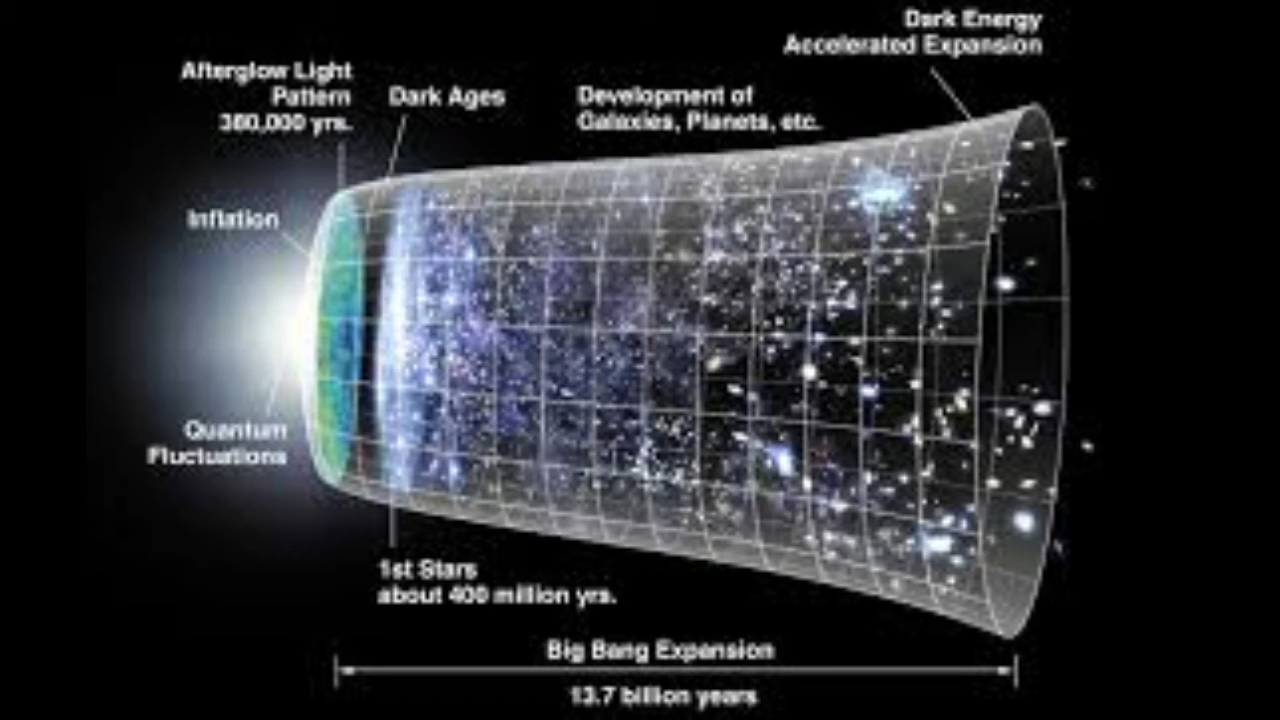 Dark Energy
Accelerated Expansion
Afterglow Light
Pattern
380,000 yrs.
Dark Ages
Development of
Galaxies, Planets, etc.
Inflation
Quantum
Fluctuations
1st Stars
about 400 million yrs.
Big Bang Expansion
13.7 billion years